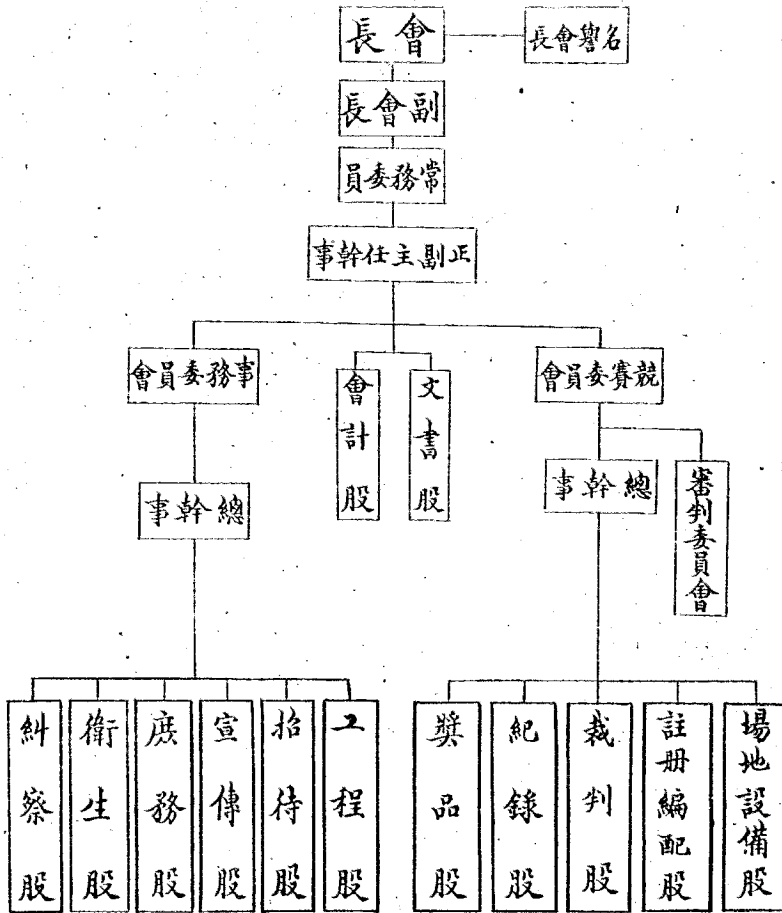 會長
名譽會長
副會長
常務委員
正副主任幹事
競賽委員會
文書股
會計股
事務委員會
審判委員會
總幹事
總幹事
場地設備股
註册編配股
裁判股
紀錄股
獎品股
工程股
招待股
宣傳股
庶務股
衛生股
糾察股